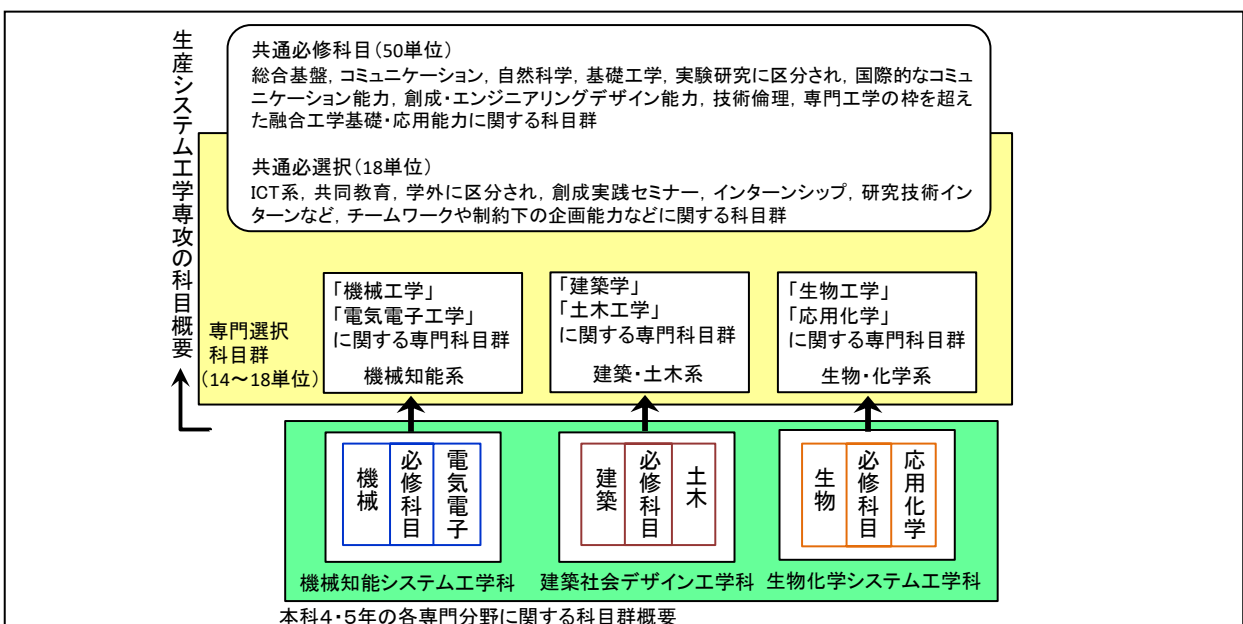 生産システム工学専攻の科目概要
共通必修科目(50単位)
総合基盤, コミュニケーション, 自然科学, 基礎工学, 実験研究に区分され, 国際的なコミュ
ニケーション能力, 創成・エンジニアリングデザイン能力, 技術倫理, 専門工学の枠を超え
た融合工学基礎・応用能力に関する科目群
共通必選択(18単位)
ICT系, 共同教育, 学外に区分され, 創成実践セミナー, インターンシップ, 研究技術イン
ターンなど, チームワークや制約下の企画能力などに関する科目群
専門選択
科目群
(14～18単位)
「機械工学」
「電気電子工学」
に関する専門科目群
機械知能系
「建築学」
「土木工学」
に関する専門科目群
建築・土木系
「生物工学」
「応用化学」
に関する専門科目群
生物・化学系
機械
必修科目
電気電子
機械知能システム工学科
建築
必修科目
土木
建築社会デザイン工学科
生物
必修科目
応用化学
生物化学システム工学科
本科4・5年の各専門分野に関する科目群概要